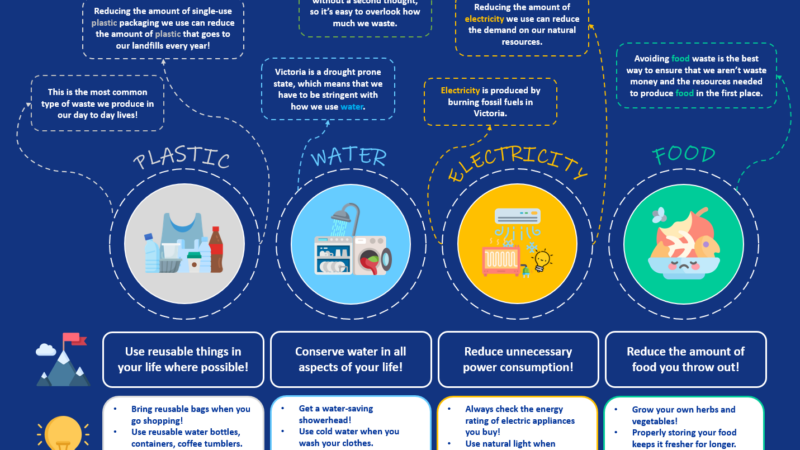 Reducing the amount of single-use
plastic packaging we use can reduce
the amount of plastic that goes to
our landfills every year!
without a second thought,
so it's easy to overlook how
much we waste.
Reducing the amount of
electricity we use can reduce
the demand on our natural
resources.
This is the most common
type of waste we produce in
our day to day lives!
Victoria is a drought prone
state, which means that we
have to be stringent with
how we use water.
Electricity is produced by
burning fossil fuels in
Victoria.
Avoiding food waste is the best
way to ensure that we aren't waste
money and the resources needed
to produce food in the first place.
PLASTIC
WATER
ELECTRICITY
FOOD
Use reusable things in
your life where possible!
Conserve water in all
aspects of your life!
Reduce unnecessary
power consumption!
Reduce the amount of
food you throw out!
• Bring reusable bags when you
go shopping!
• Use reusable water bottles,
containers, coffee tumblers.
• Get a water-saving
showerhead!
• Use cold water when you
wash your clothes.
• Always check the energy
rating of electric appliances
you buy!
• Use natural light when
• Grow your own herbs and
vegetables!
• Properly storing your food
keeps it fresher for longer.